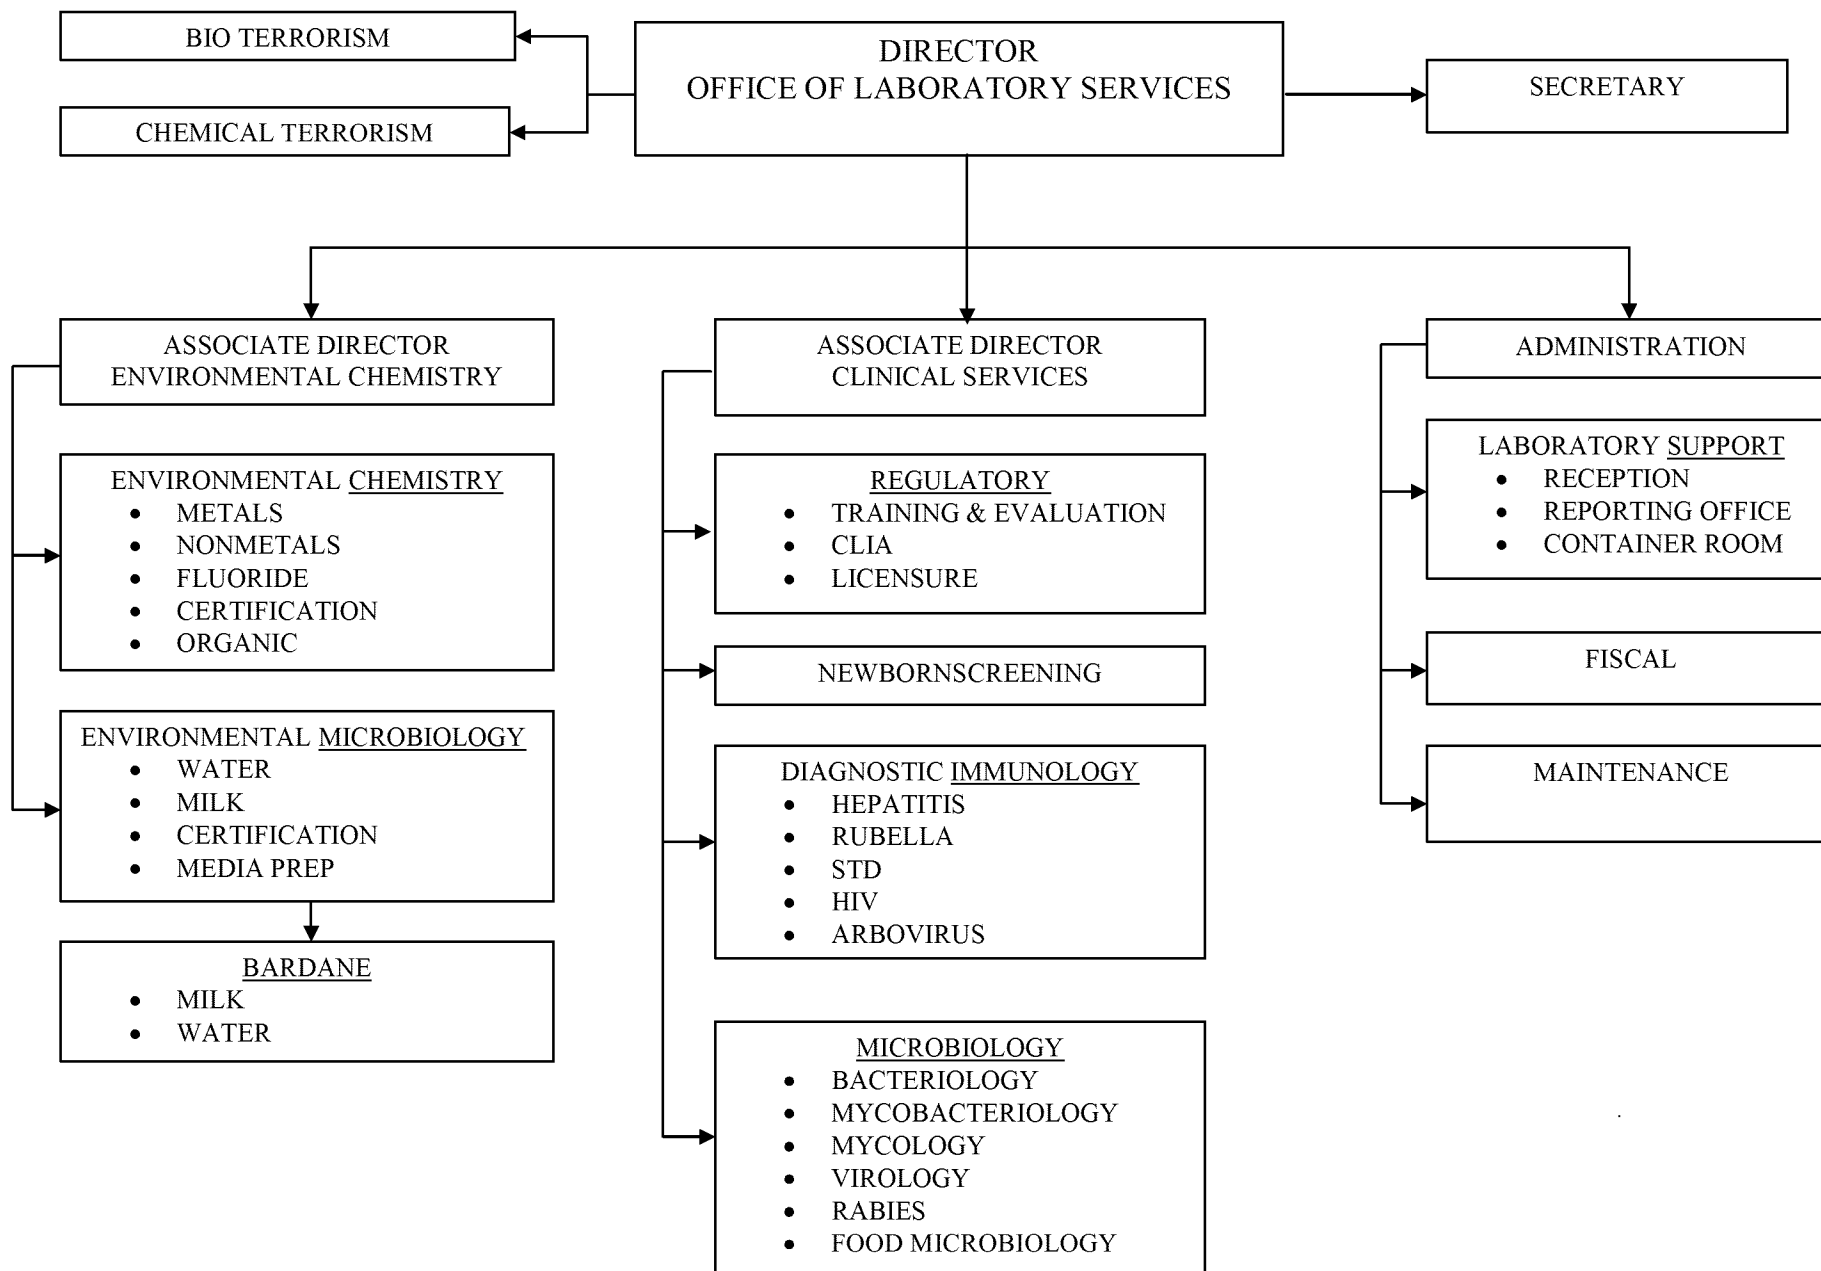 BIO TERRORISM
CHEMICAL TERRORISM
DIRECTOR
OFFICE OF LABORATORY SERVICES
SECRETARY
ASSOCIATE DIRECTOR
ENVIRONMENTAL CHEMISTRY
ENVIRONMENTAL CHEMISTRY
• METALS
• NONMETALS
• FLUORIDE
• CERTIFICATION
• ORGANIC
ENVIRONMENTAL MICROBIOLOGY
• WATER
• MILK
• CERTIFICATION
• MEDIA PREP
BARDANE
• MILK
• WATER
ASSOCIATE DIRECTOR
CLINICAL SERVICES
REGULATORY
• TRAINING & EVALUATION
• CLIA
• LICENSURE
NEWBORNSCREENING
DIAGNOSTIC IMMUNOLOGY
• HEPATITIS
• RUBELLA
• STD
• HIV
• ARBOVIRUS
MICROBIOLOGY
• BACTERIOLOGY
• MYCOBACTERIOLOGY
• MYCOLOGY
• VIROLOGY
• RABIES
• FOOD MICROBIOLOGY
ADMINISTRATION
LABORATORY SUPPORT
• RECEPTION
• REPORTING OFFICE
• CONTAINER ROOM
FISCAL
MAINTENANCE